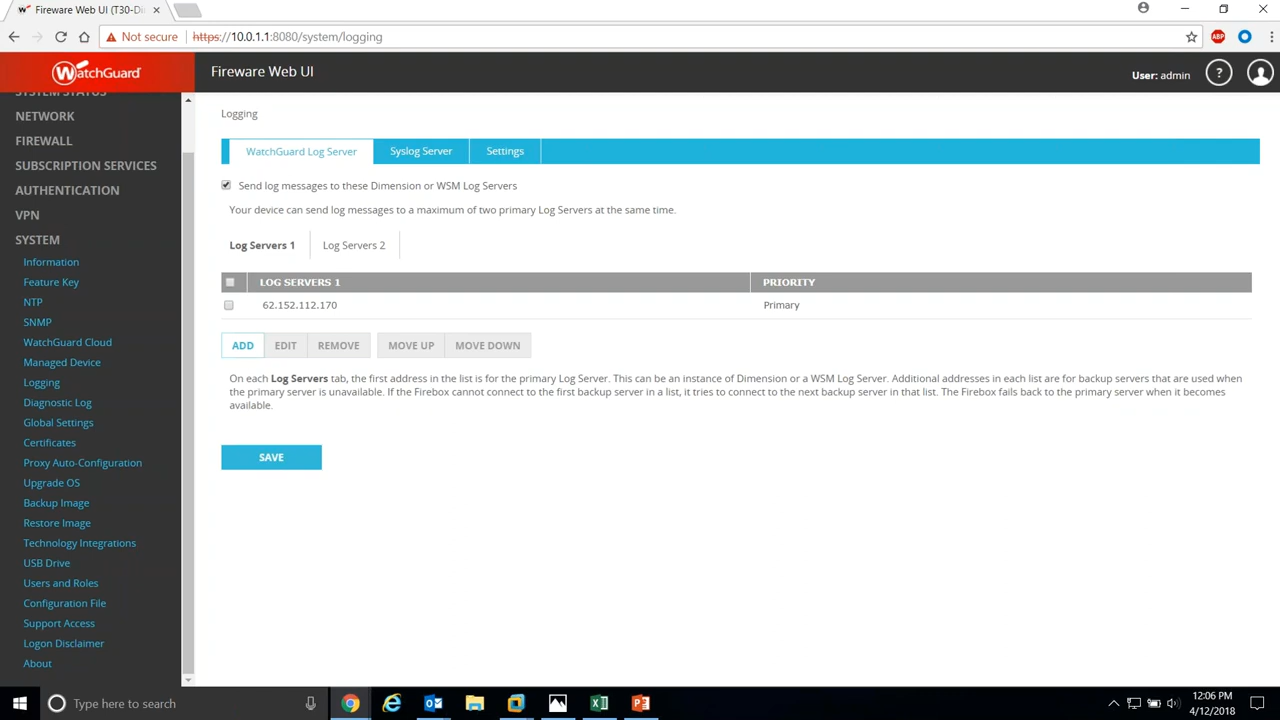 Fireware Web UI (T30-Di
Not secure
https://10.0.1.1:8080/system/logging
ABP
WatchGuard
Fireware Web UI
User: admin
?
SYSTEM STATUS
NETWORK
FIREWALL
SUBSCRIPTION SERVICES
AUTHENTICATION
VPN
SYSTEM
Information
Feature Key
NTP
SNMP
WatchGuard Cloud
Managed Device
Logging
Diagnostic Log
Global Settings
Certificates
Proxy Auto-Configuration
Upgrade OS
Backup Image
Restore Image
Technology Integrations
USB Drive
Users and Roles
Configuration File
Support Access
Logon Disclaimer
About
Logging
WatchGuard Log Server
Syslog Server
Settings
Send log messages to these Dimension or WSM Log Servers
Your device can send log messages to a maximum of two primary Log Servers at the same time.
Log Servers 1
Log Servers 2
LOG SERVERS 1
PRIORITY
62.152.112.170
Primary
ADD
EDIT
REMOVE
MOVE UP
MOVE DOWN
On each Log Servers tab, the first address in the list is for the primary Log Server. This can be an instance of Dimension or a WSM Log Server. Additional addresses in each list are for backup servers that are used when
the primary server is unavailable. If the Firebox cannot connect to the first backup server in a list, it tries to connect to the next backup server in that list. The Firebox fails back to the primary server when it becomes
available.
SAVE
Type here to search
12:06 PM
4/12/2018